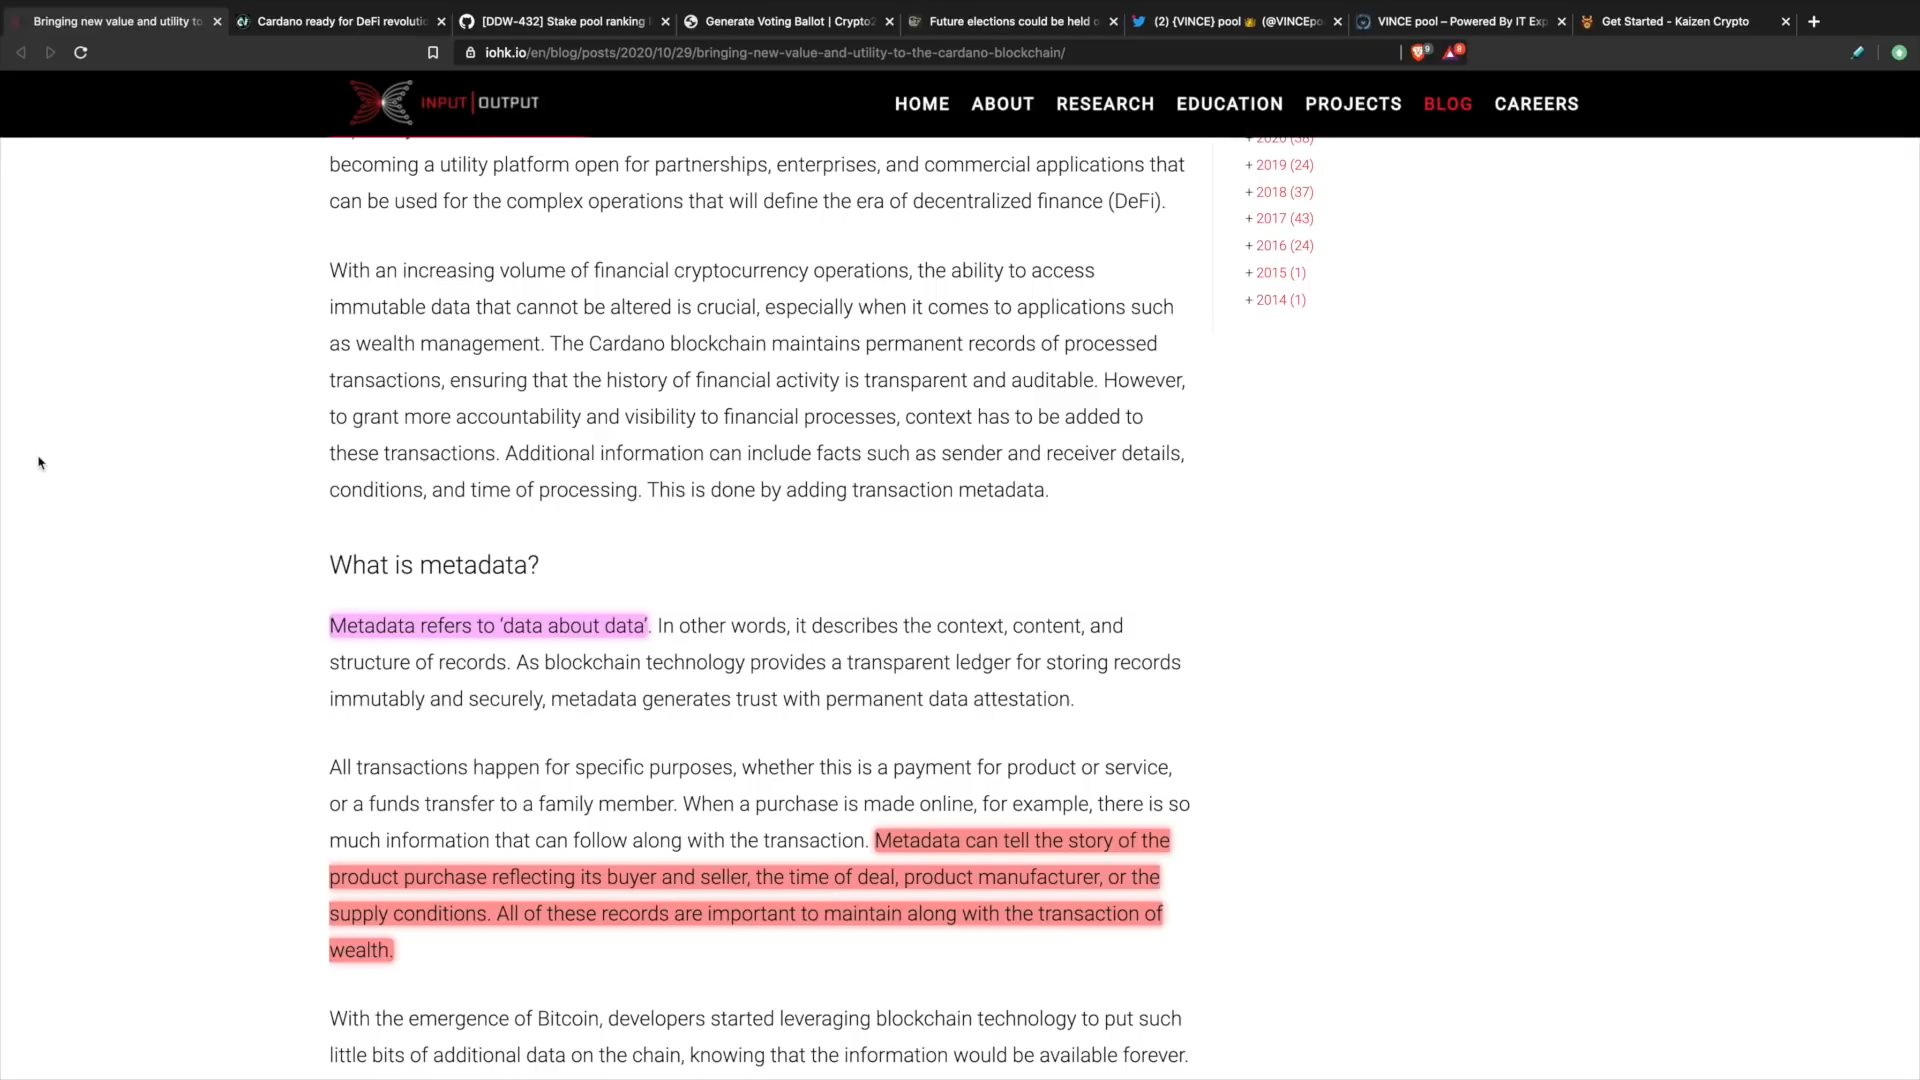 Bringing new value and utility to
Cardano ready for DeFi revolutio
[DDW-432] Stake pool ranking
Generate Voting Ballot | Crypto2
Future elections could be held o
(2) {VINCE} pool (@VINCEpo
VINCE pool – Powered By IT Exp
Get Started - Kaizen Crypto
iohk.io/en/blog/posts/2020/10/29/bringing-new-value-and-utility-to-the-cardano-blockchain/
9
8
INPUT|OUTPUT
HOME ABOUT RESEARCH EDUCATION PROJECTS BLOG CAREERS
+ 2020 (38)
becoming a utility platform open for partnerships, enterprises, and commercial applications that
can be used for the complex operations that will define the era of decentralized finance (DeFi).
+ 2019 (24)
+ 2018 (37)
+ 2017 (43)
+ 2016 (24)
+ 2015 (1)
+ 2014 (1)
With an increasing volume of financial cryptocurrency operations, the ability to access
immutable data that cannot be altered is crucial, especially when it comes to applications such
as wealth management. The Cardano blockchain maintains permanent records of processed
transactions, ensuring that the history of financial activity is transparent and auditable. However,
to grant more accountability and visibility to financial processes, context has to be added to
these transactions. Additional information can include facts such as sender and receiver details,
conditions, and time of processing. This is done by adding transaction metadata.
What is metadata?
Metadata refers to ‘data about data’. In other words, it describes the context, content, and
structure of records. As blockchain technology provides a transparent ledger for storing records
immutably and securely, metadata generates trust with permanent data attestation.
All transactions happen for specific purposes, whether this is a payment for product or service,
or a funds transfer to a family member. When a purchase is made online, for example, there is so
much information that can follow along with the transaction. Metadata can tell the story of the
product purchase reflecting its buyer and seller, the time of deal, product manufacturer, or the
supply conditions. All of these records are important to maintain along with the transaction of
wealth.
With the emergence of Bitcoin, developers started leveraging blockchain technology to put such
little bits of additional data on the chain, knowing that the information would be available forever.